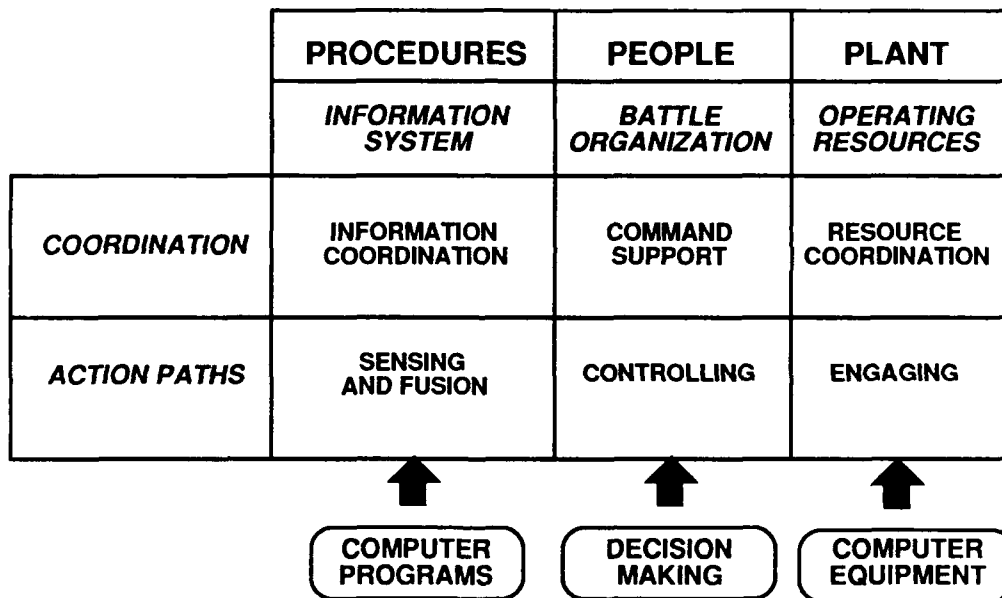 PROCEDURES
PEOPLE
PLANT
INFORMATION
SYSTEM
BATTLE
ORGANIZATION
OPERATING
RESOURCES
COORDINATION
INFORMATION
COORDINATION
COMMAND
SUPPORT
RESOURCE
COORDINATION
ACTION PATHS
SENSING
AND FUSION
CONTROLLING
ENGAGING
COMPUTER
PROGRAMS
DECISION
MAKING
COMPUTER
EQUIPMENT